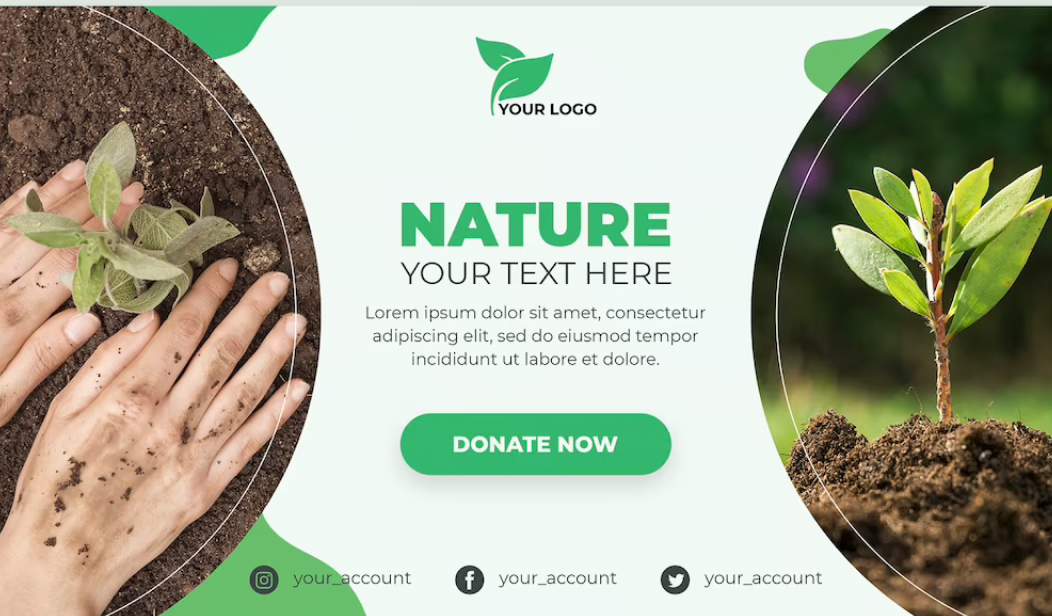 YOUR LOGO
NATURE
YOUR TEXT HERE
Lorem ipsum dolor sit amet, consectetur
adipiscing elit, sed do eiusmod tempor
incididunt ut labore et dolore.
DONATE NOW
your_account your_account your_account